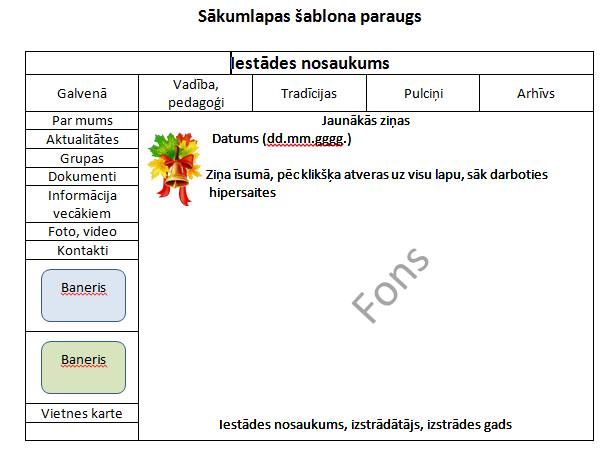 Sākumlapas šablona paraugs
Iestādes nosaukums
Galvenā
Vadība,
pedagoģi
Tradīcijas
Pulciņi
Arhīvs
Par mums
Aktualitātes
Grupas
Dokumenti
Informācija
vecākiem
Foto, video
Kontakti
Baneris
Baneris
Vietnes karte
Jaunākās ziņas
Datums (dd.mm.gggg.)
Ziņa īsumā, pēc klikšķa atveras uz visu lapu, sāk darboties
hipersaites
Fons
Iestādes nosaukums, izstrādātājs, izstrādes gads